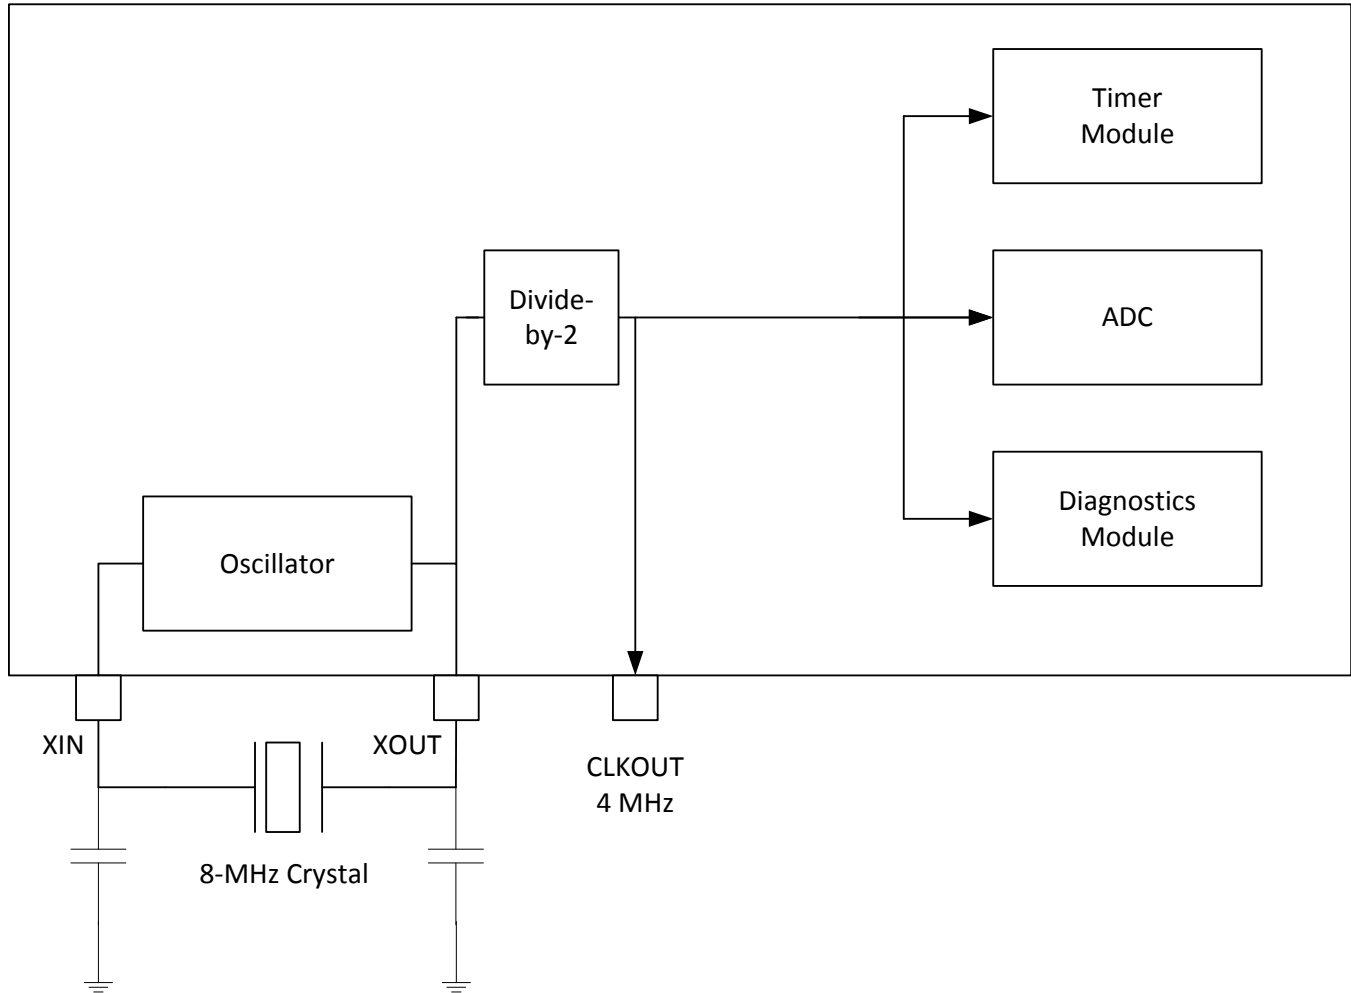 Timer
Module
Divide-
by-2
ADC
Diagnostics
Module
Oscillator
XIN
XOUT
CLKOUT
4 MHz
8-MHz Crystal